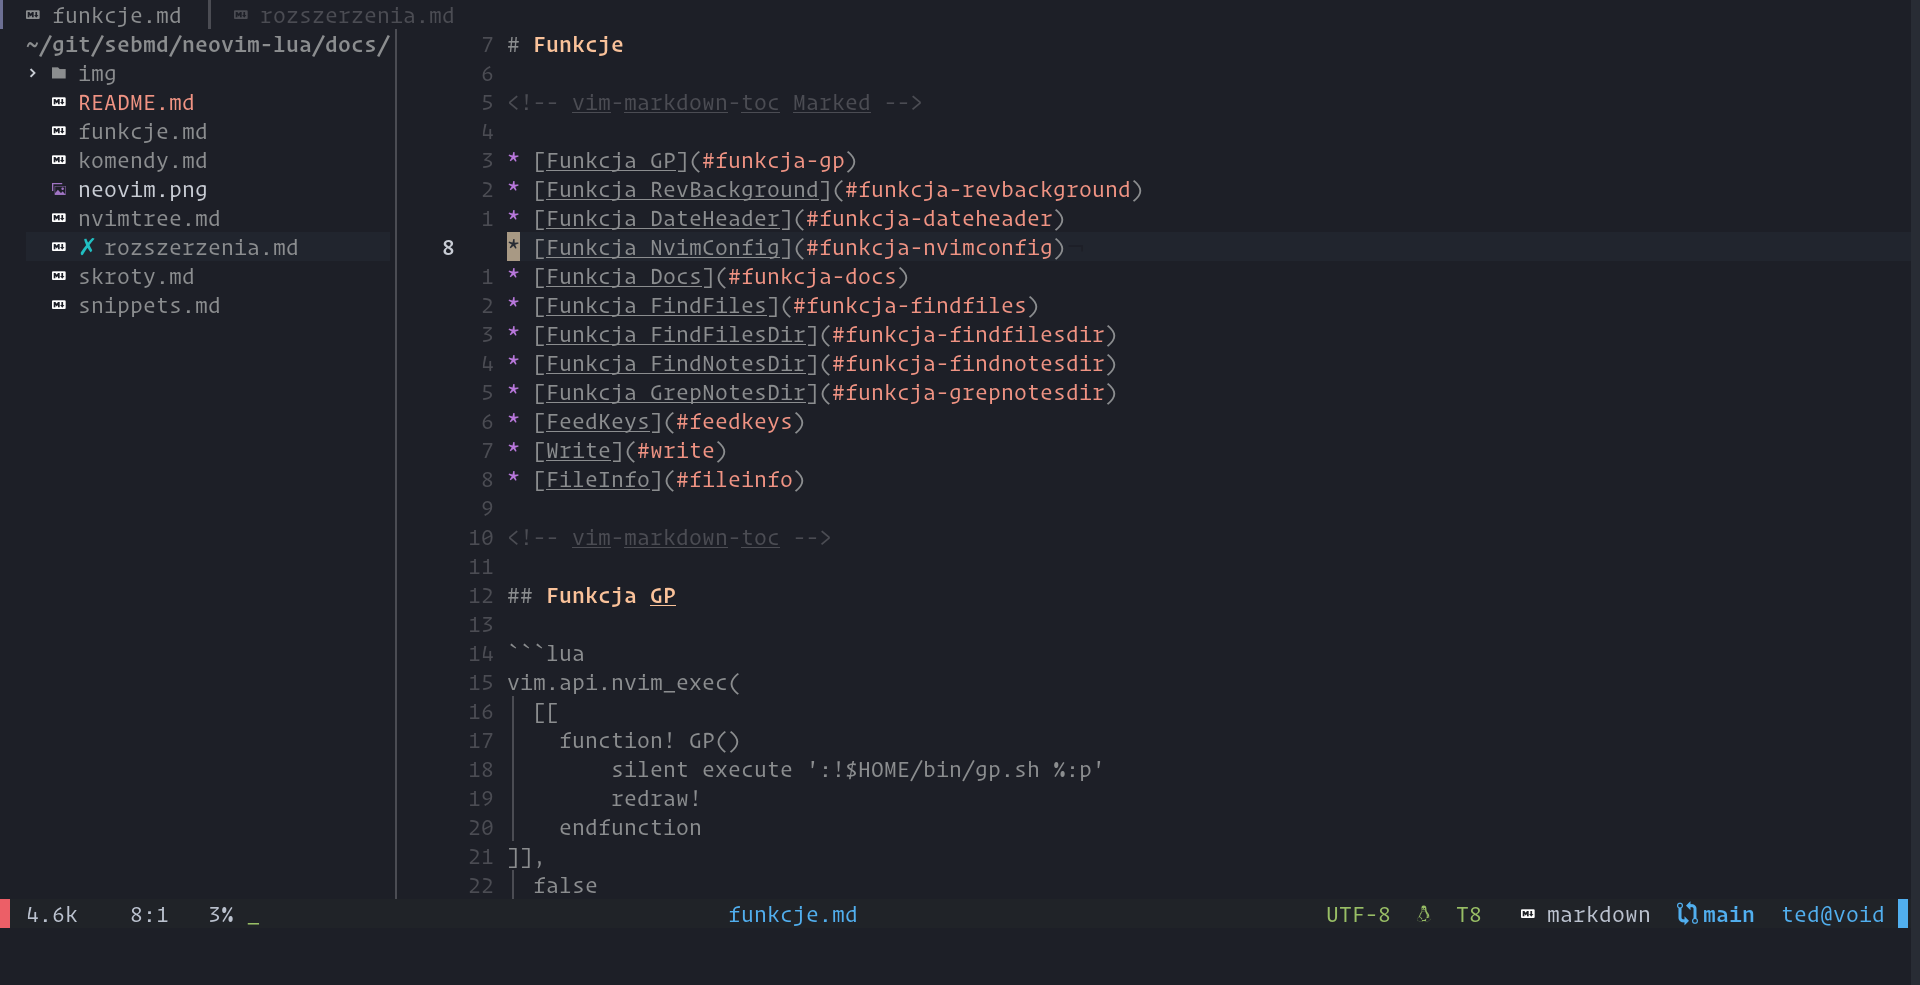 funkcje.md rozszerzenia.md
~/git/sebmd/neovim-lua/docs/
> img
README.md
funkcje.md
komendy.md
neovim.png
nvimtree.md
✗ rozszerzenia.md
skroty.md
snippets.md
7 # Funkcje
6
5 <!-- vim-markdown-toc Marked -->
4
3 * [Funkcja GP](#funkcja-gp)
2 * [Funkcja RevBackground](#funkcja-revbackground)
1 * [Funkcja DateHeader](#funkcja-dateheader)
8 * [Funkcja NvimConfig](#funkcja-nvimconfig)¬
1 * [Funkcja Docs](#funkcja-docs)
2 * [Funkcja FindFiles](#funkcja-findfiles)
3 * [Funkcja FindFilesDir](#funkcja-findfilesdir)
4 * [Funkcja FindNotesDir](#funkcja-findnotesdir)
5 * [Funkcja GrepNotesDir](#funkcja-grepnotesdir)
6 * [FeedKeys](#feedkeys)
7 * [Write](#write)
8 * [FileInfo](#fileinfo)
9
10 <!-- vim-markdown-toc -->
11
12 ## Funkcja GP
13
14 ```lua
15 vim.api.nvim_exec(
16 [[
17 function! GP()
18 silent execute ':!$HOME/bin/gp.sh %:p'
19 redraw!
20 endfunction
21 ]],
22 false
4.6k 8:1 3% _ funkcje.md UTF-8 T8 markdown main ted@void